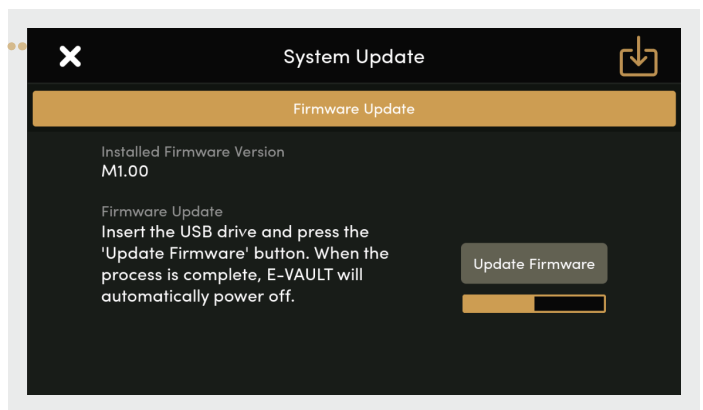 System Update
Firmware Update
Installed Firmware Version
M1.00
Firmware Update
Insert the USB drive and press the
'Update Firmware' button. When the
process is complete, E-VAULT will
automatically power off.
Update Firmware